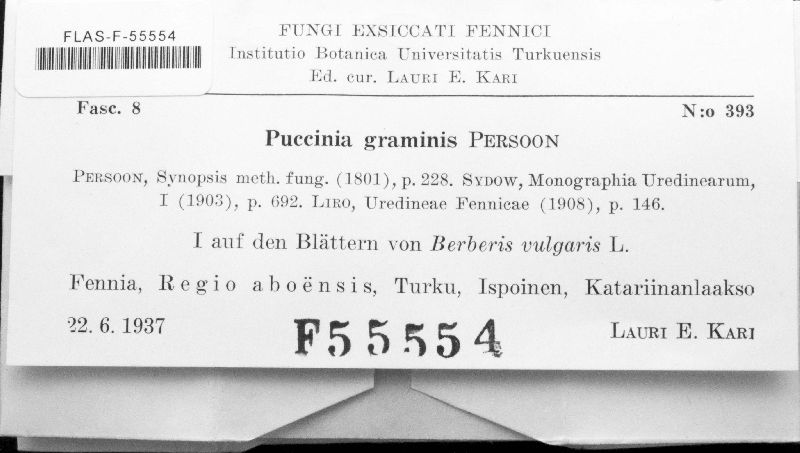 FLAS-F-55554
FUNGI EXSICCATI FENNICI
Institutio Botanica Universitatis Turkuensis
Ed. cur. LAURI E. KARI
Fasc. 8 N:o 393
Puccinia graminis PERSOON
PERSOON, Synopsis meth. fung. (1801), p. 228. SYDOW, Monographia Uredinearum,
I (1903), p. 692. LIRO, Uredineae Fennicae (1908), p. 146.
I auf den Blättern von Berberis vulgaris L.
Fennia, Regio aboënsis, Turku, Ispoinen, Katariinanlaakso
22. 6. 1937 F55554 LAURI E. KARI